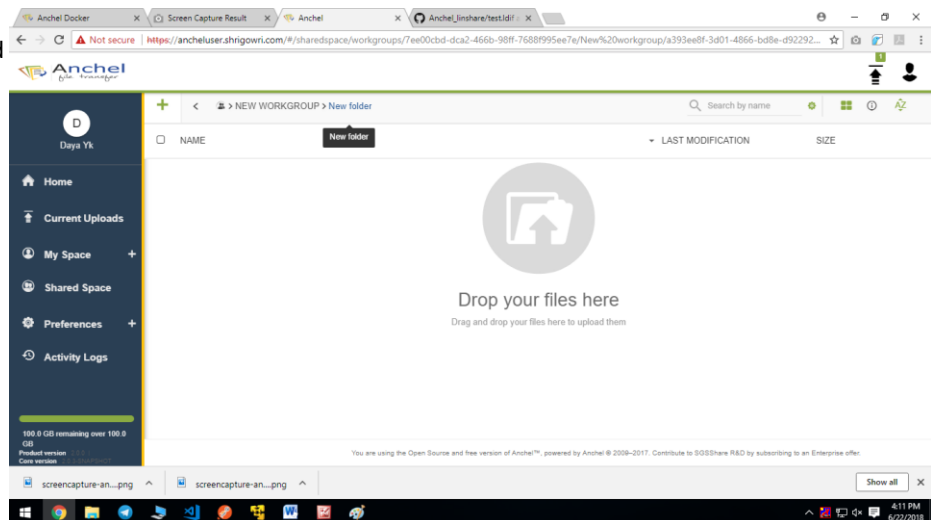 Anchel Docker
Screen Capture Result
Anchel
Anchel_linshare/test.ldif
Not secure https://ancheluser.shrigowri.com/#/sharedspace/workgroups/7ee00cbd-dca2-466b-98ff-7688f995ee7e/New%20workgroup/a393ee8f-3d01-4866-bd8e-d92292...
Anchel
file transfer
1
D
Daya Yk
NEW WORKGROUP > New folder
Search by name
New folder
NAME
LAST MODIFICATION
SIZE
Home
Current Uploads
My Space +
Shared Space
Preferences +
Activity Logs
Drop your files here
Drag and drop your files here to upload them
100.0 GB remaining over 100.0
GB
Product version
Core version
You are using the Open Source and free version of Anchel™, powered by Anchel © 2009–2017. Contribute to SGSShare R&D by subscribing to an Enterprise offer.
screencapture-an....png
screencapture-an....png
Show all
4:11 PM
6/22/2018